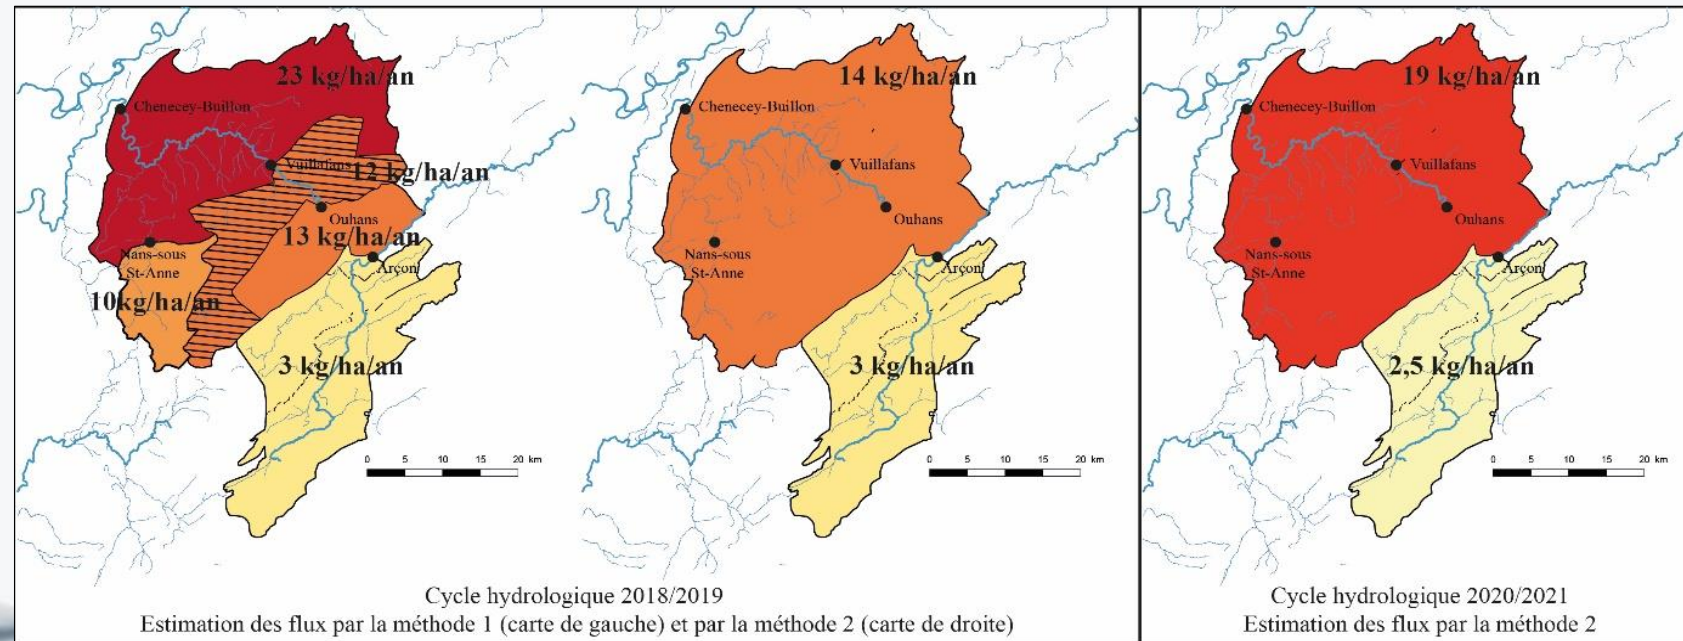 23 kg/ha/an
Chenecey-Buillon
Vuillafans
12 kg/ha/an
Ouhans
13 kg/ha/an
Nans-sous
St-Anne
Arçon
10kg/ha/an
3 kg/ha/an
0 5 10 15 20 km
14 kg/ha/an
Chenecey-Buillon
Vuillafans
Ouhans
Nans-sous
St-Anne
Arçon
3 kg/ha/an
0 5 10 15 20 km
Cycle hydrologique 2018/2019
Estimation des flux par la méthode 1 (carte de gauche) et par la méthode 2 (carte de droite)
19 kg/ha/an
Chenecey-Buillon
Vuillafans
Ouhans
Nans-sous
St-Anne
Arçon
2,5 kg/ha/an
0 5 10 15 20 km
Cycle hydrologique 2020/2021
Estimation des flux par la méthode 2